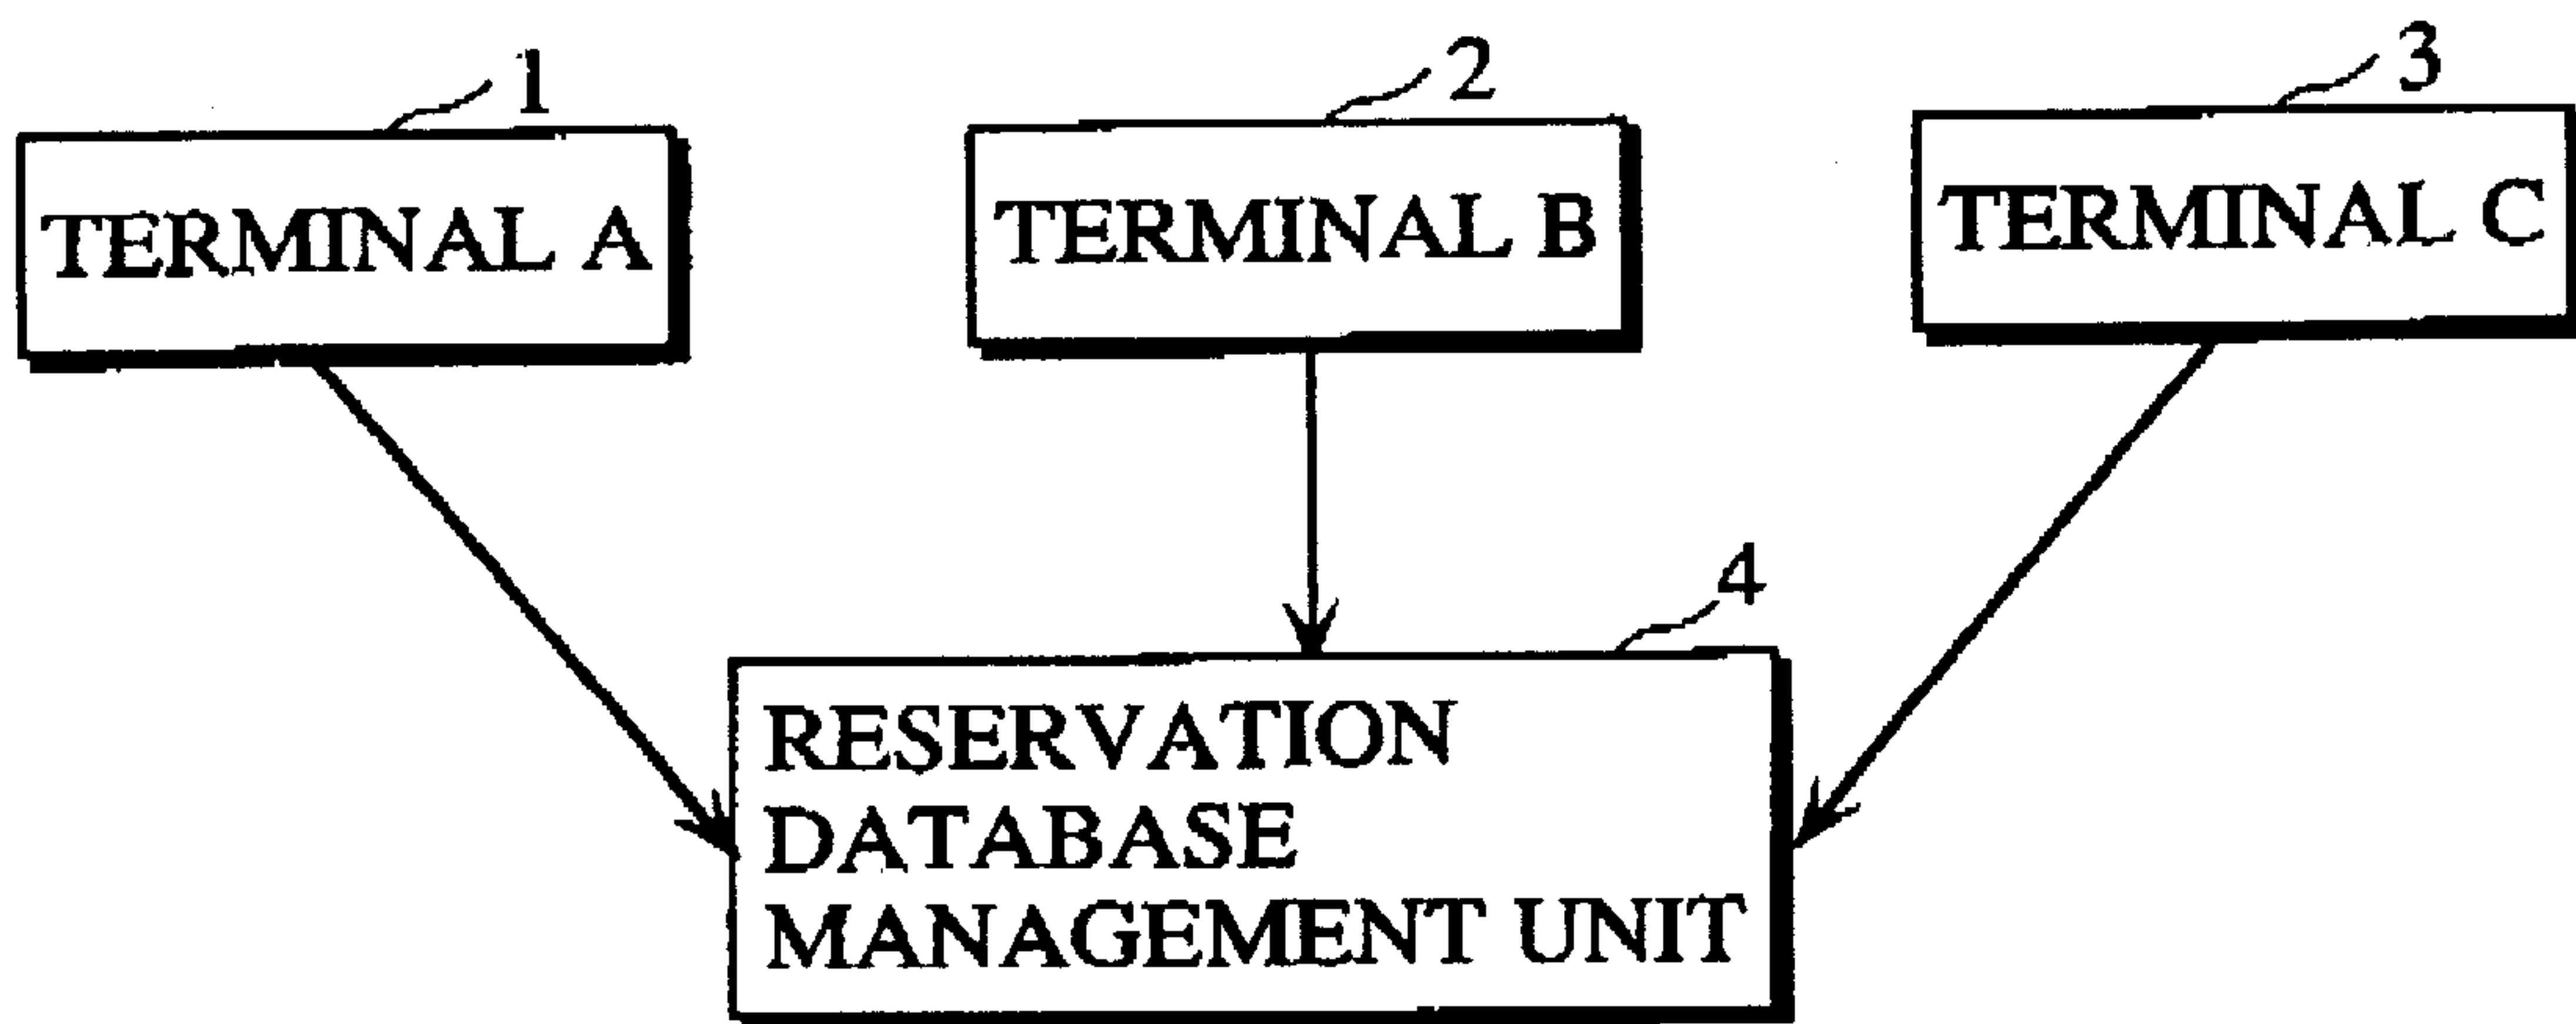 1
2
3
TERMINAL A
TERMINAL B
TERMINAL C
4
RESERVATION
DATABASE
MANAGEMENT UNIT